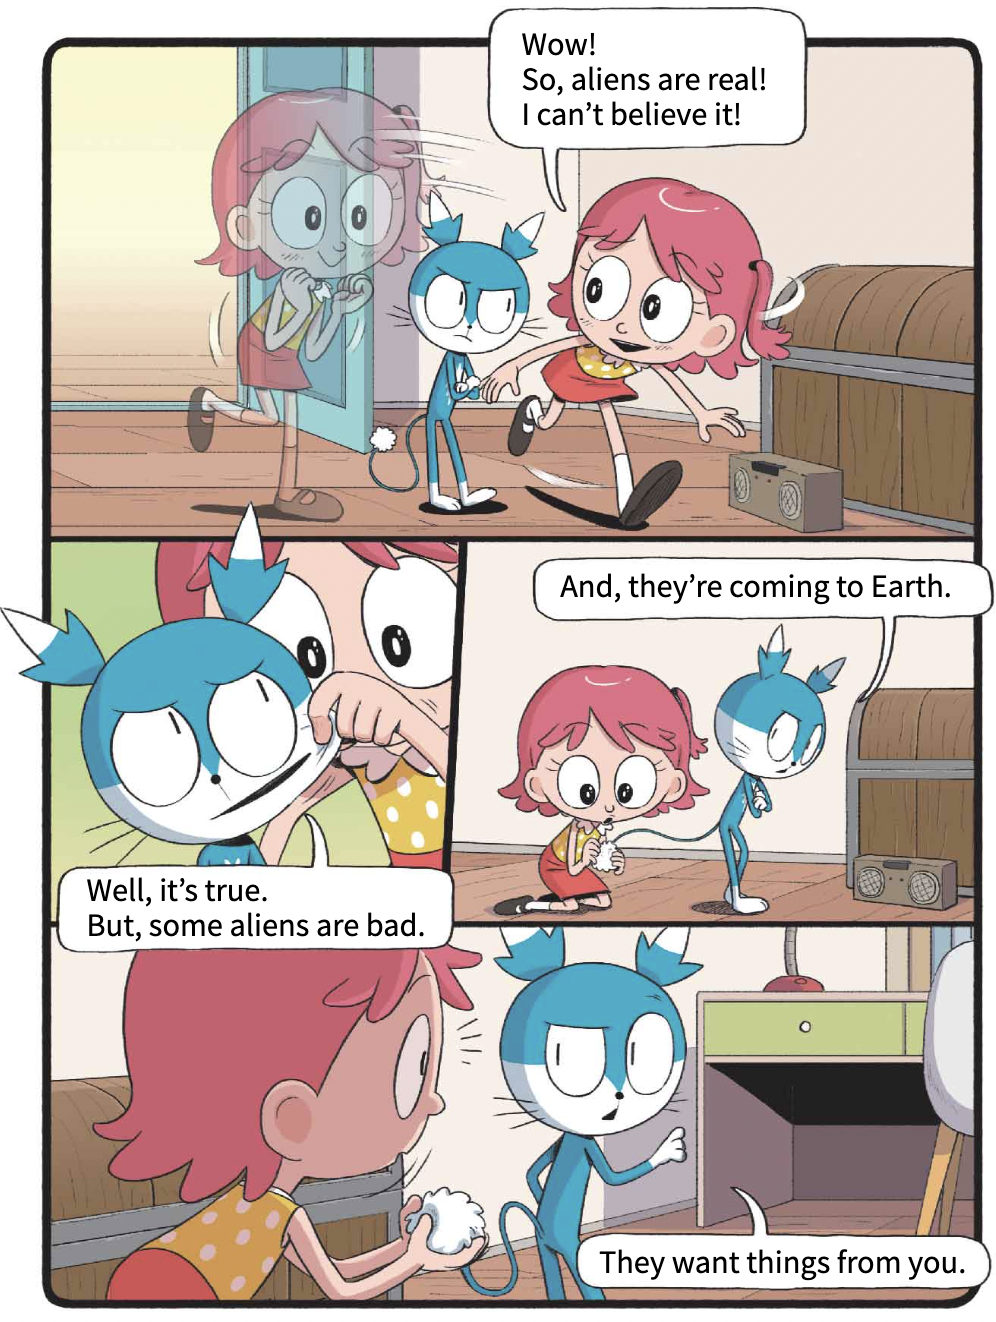 Wow!
So, aliens are real!
I can't believe it!
And, they're coming to Earth.
Well, it's true.
But, some aliens are bad.
They want things from you.